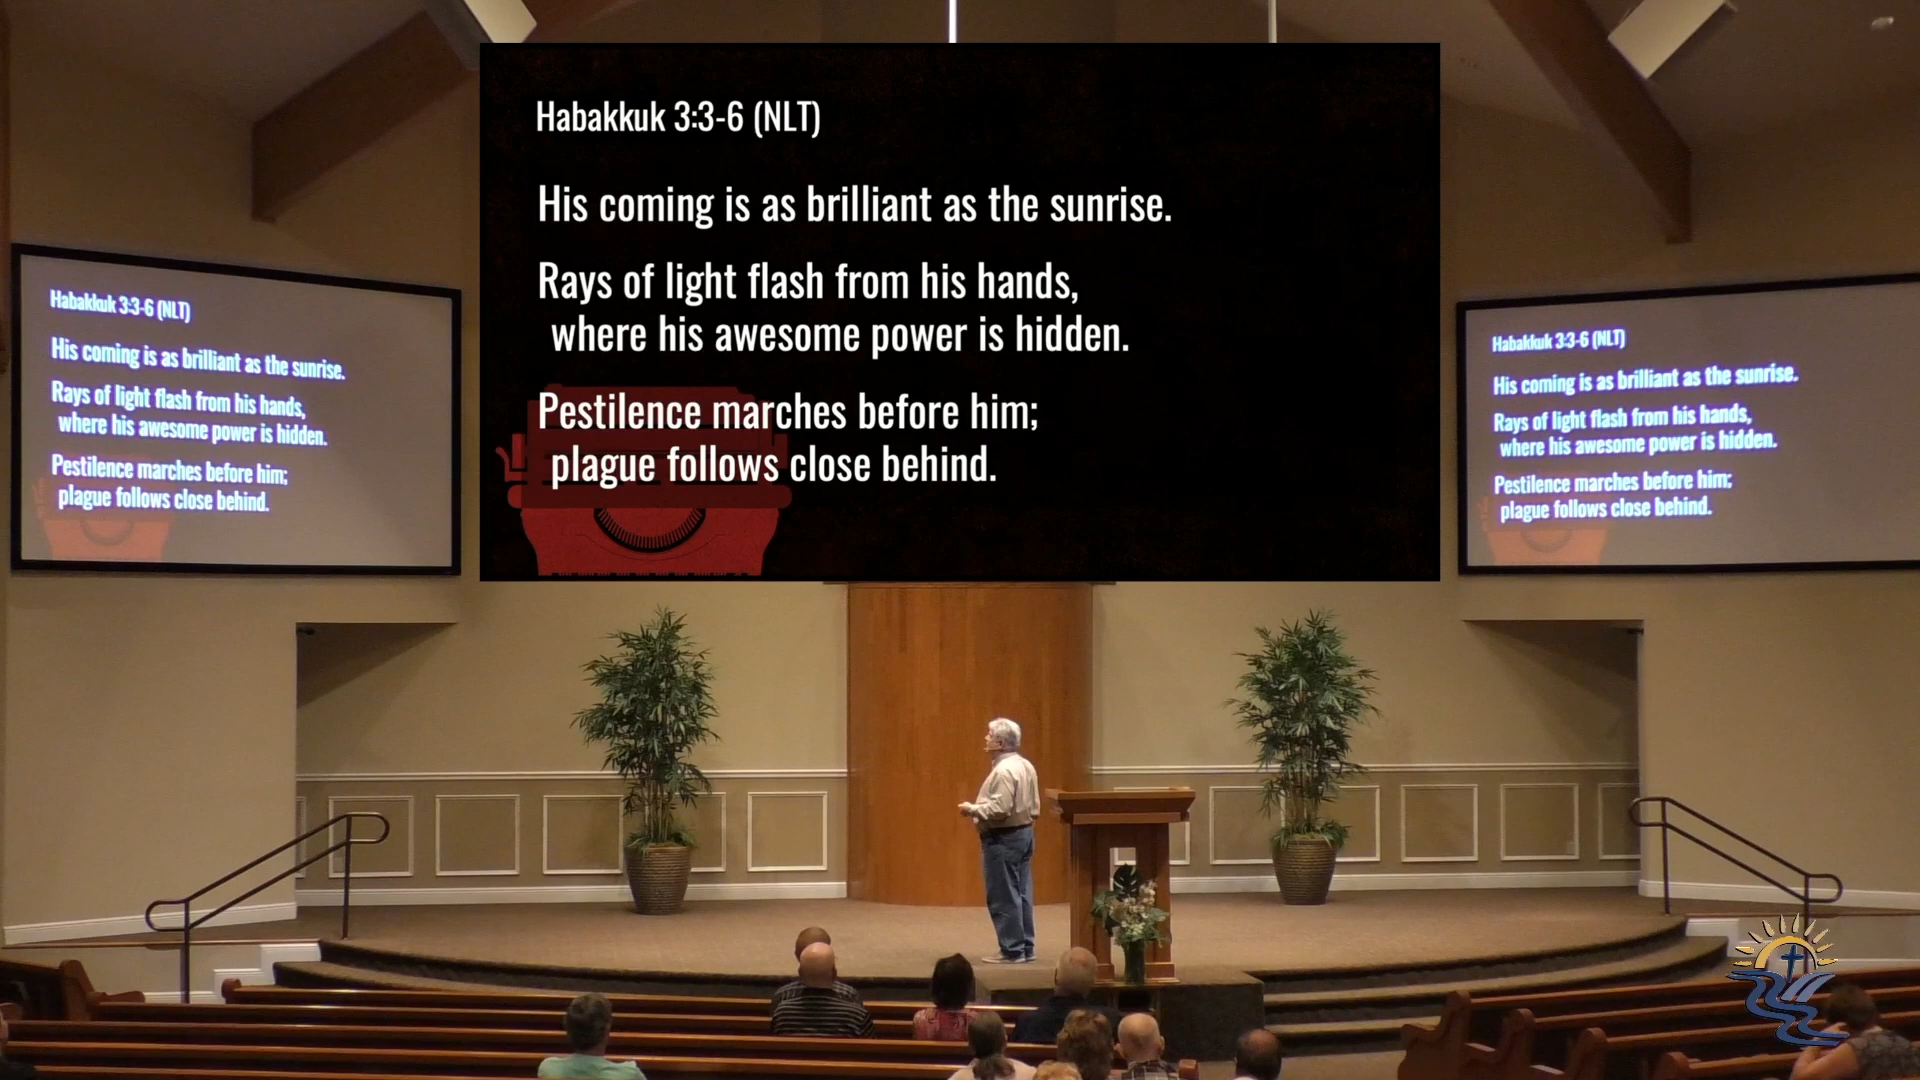 Habakkuk 3:3-6 (NLT)
His coming is as brilliant as the sunrise.
Rays of light flash from his hands,
where his awesome power is hidden.
Pestilence marches before him;
plague follows close behind.
Habakkuk 3:3-6 (NLT)
His coming is as brilliant as the sunrise.
Rays of light flash from his hands,
where his awesome power is hidden.
Pestilence marches before him;
plague follows close behind.
Habakkuk 3:3-6 (NLT)
His coming is as brilliant as the sunrise.
Rays of light flash from his hands,
where his awesome power is hidden.
Pestilence marches before him;
plague follows close behind.